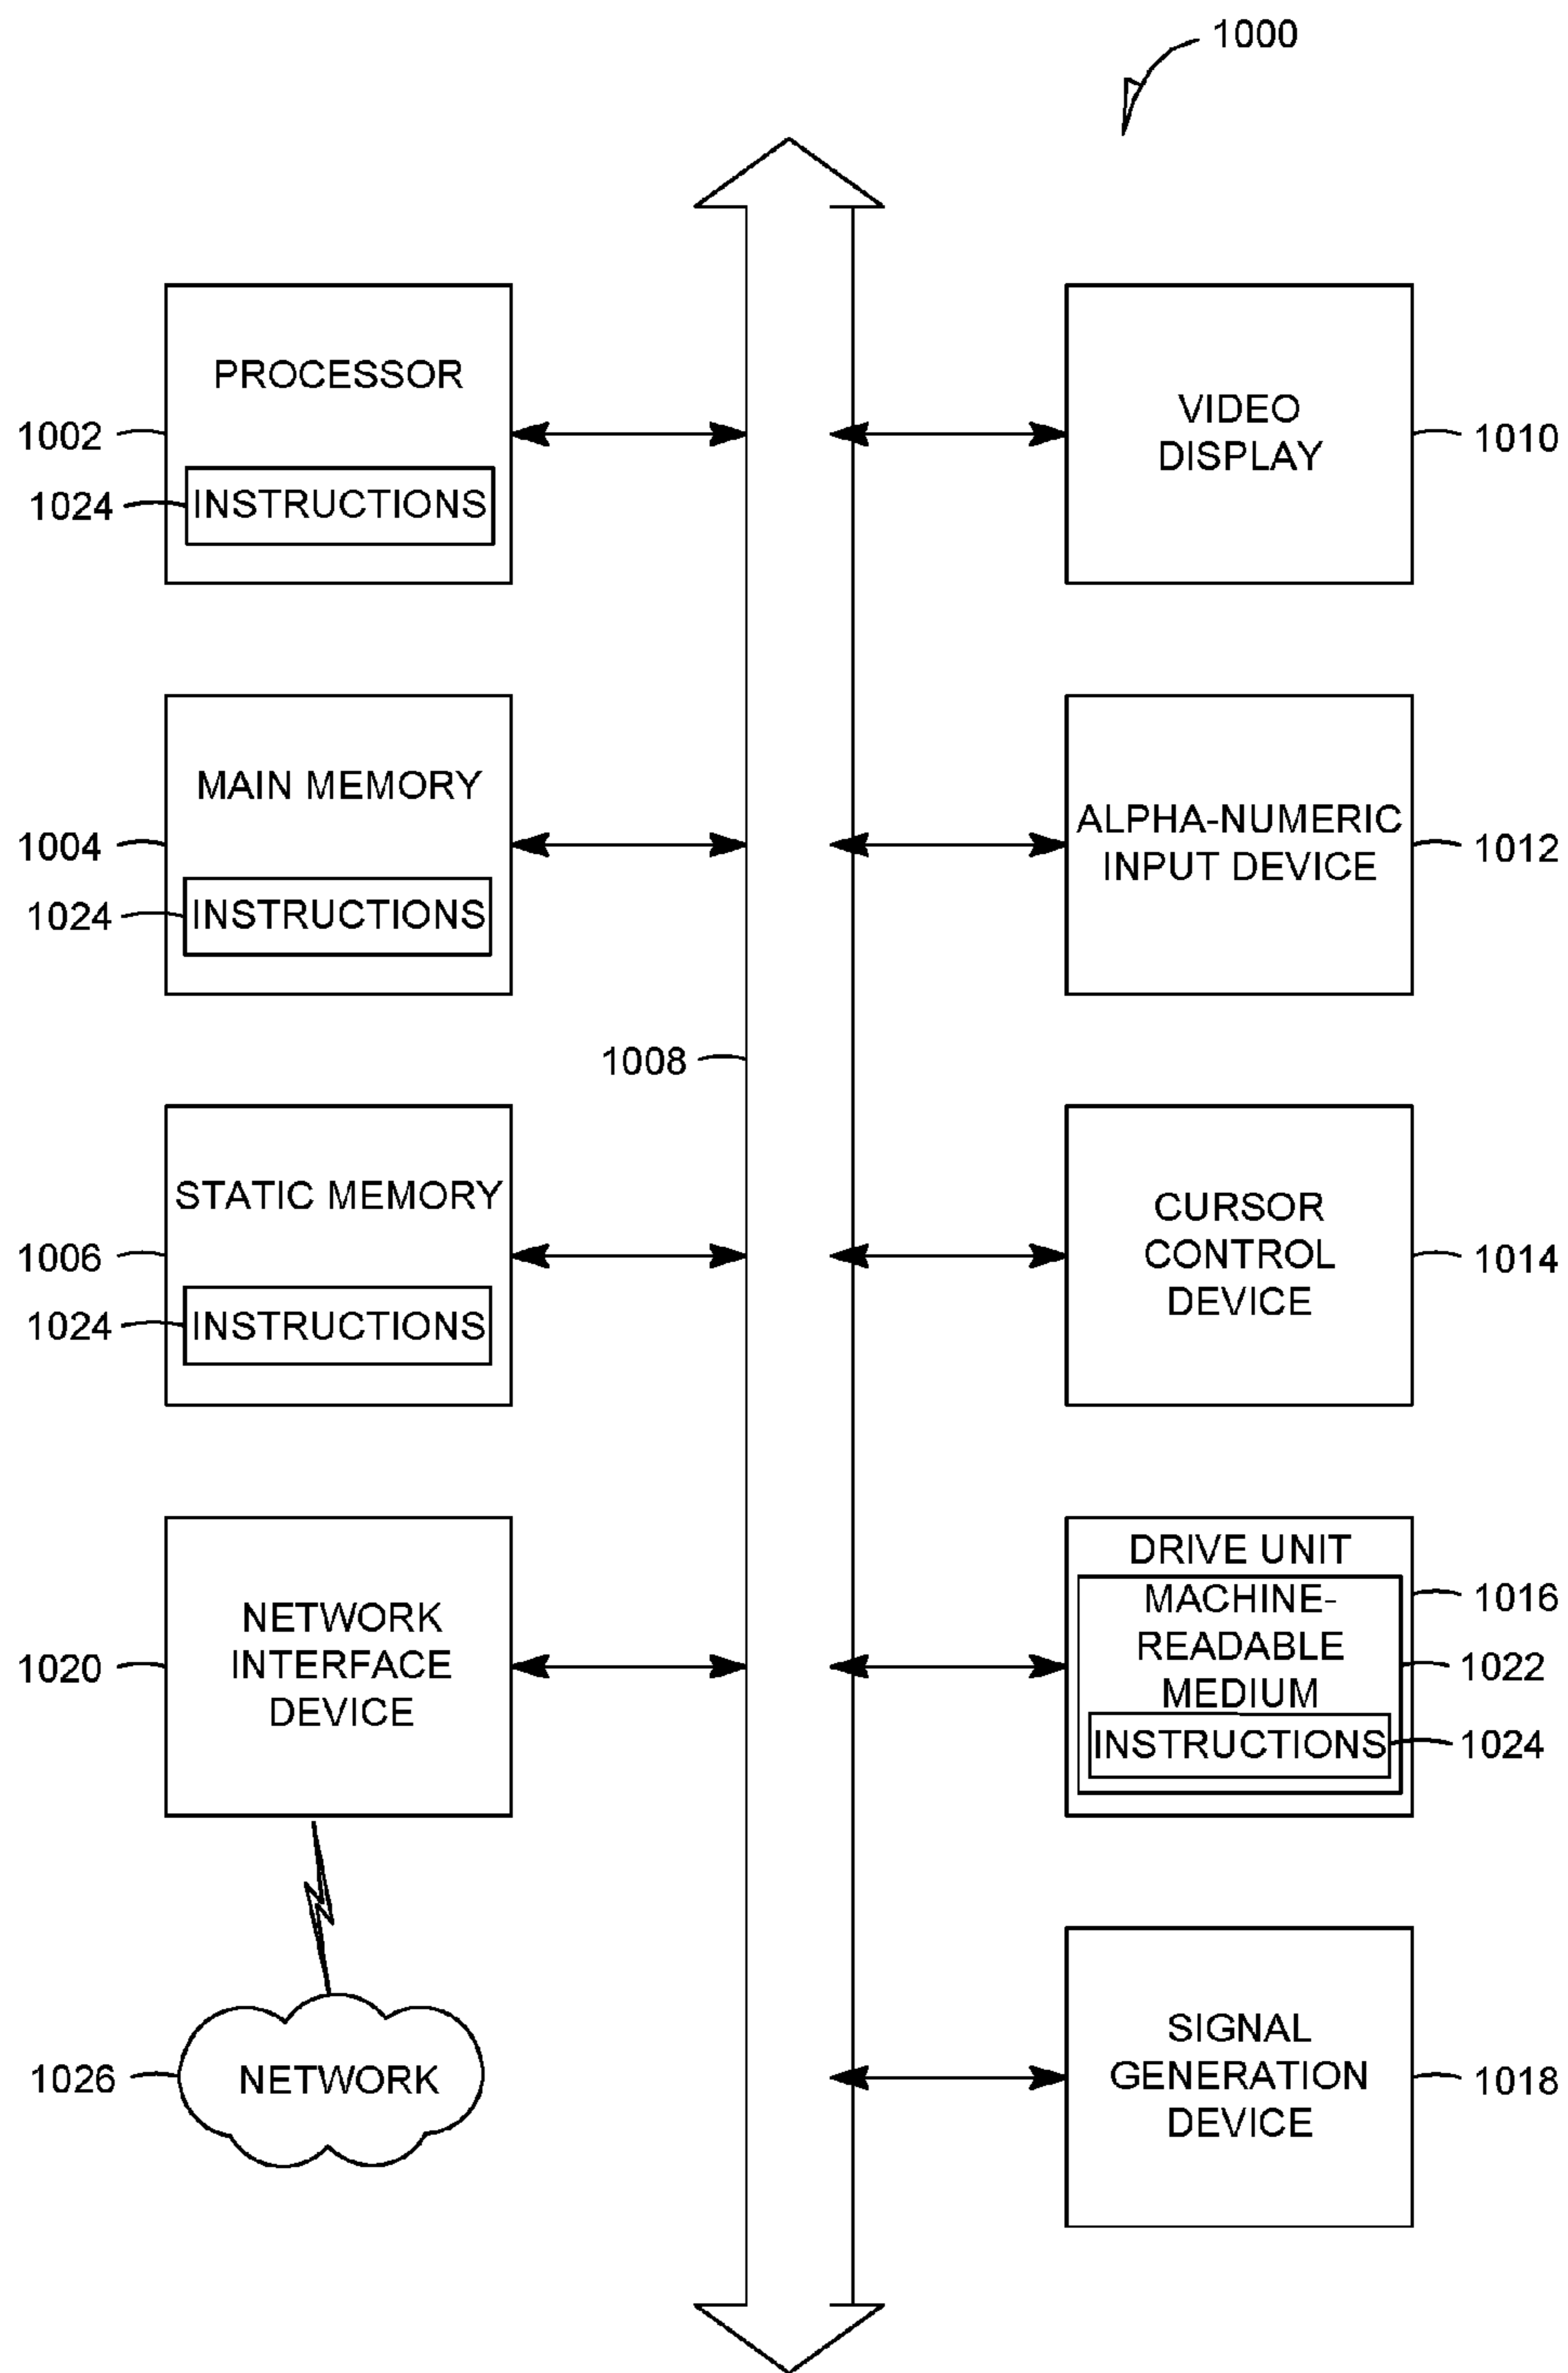 1000
PROCESSOR
1002
1024
INSTRUCTIONS
VIDEO
DISPLAY
1010
MAIN MEMORY
1004
1024
INSTRUCTIONS
ALPHA-NUMERIC
INPUT DEVICE
1012
1008
STATIC MEMORY
1006
1024
INSTRUCTIONS
CURSOR
CONTROL
DEVICE
1014
NETWORK
INTERFACE
DEVICE
1020
DRIVE UNIT
1016
MACHINE-
READABLE
MEDIUM
1022
INSTRUCTIONS
1024
1026
NETWORK
SIGNAL
GENERATION
DEVICE
1018